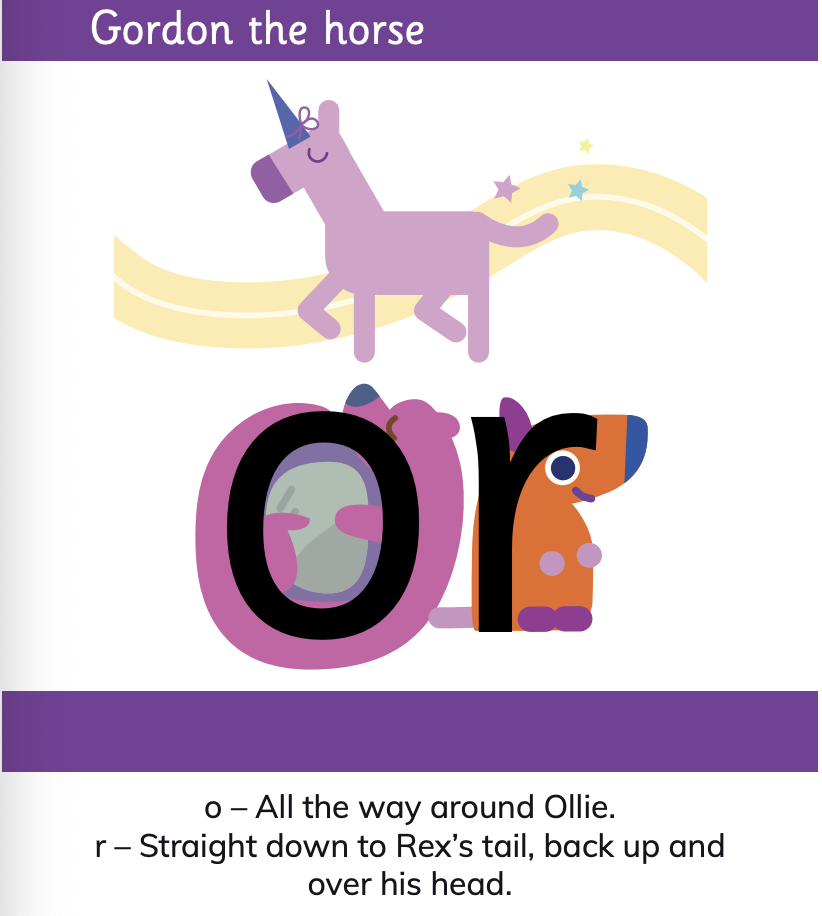 Gordon the horse
or
o – All the way around Ollie.
r – Straight down to Rex’s tail, back up and
over his head.